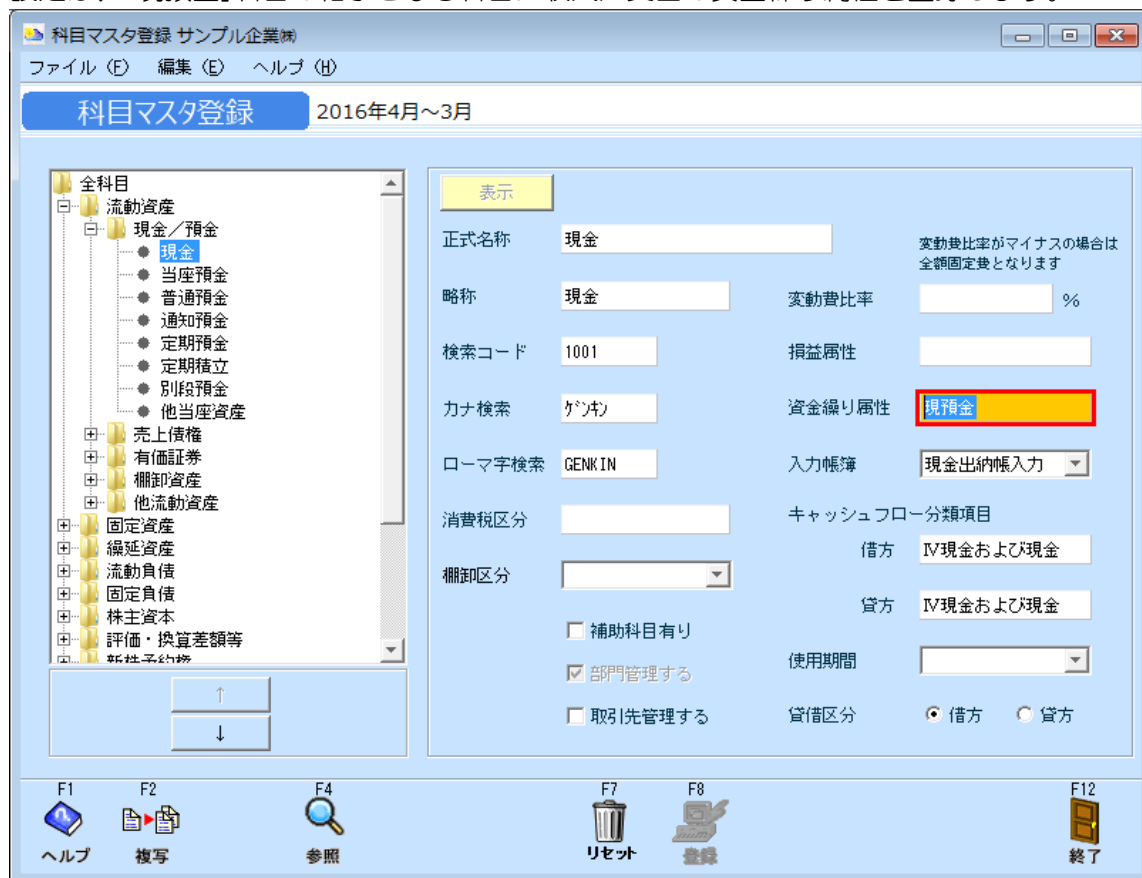 科目マスタ登録 サンプル企業㈱
ファイル (F) 編集 (E) ヘルプ (H)
科目マスタ登録 2016年4月～3月
全科目
流動資産
現金／預金
現金
当座預金
普通預金
通知預金
定期預金
定期積立
別段預金
他当座資産
売上債権
有価証券
棚卸資産
他流動資産
固定資産
繰延資産
流動負債
固定負債
株主資本
評価・換算差額等
新株予約権
↑
↓
表示
正式名称 現金
変動費比率がマイナスの場合は
全額固定費となります
略称 現金 変動費比率 %
検索コード 1001 損益属性
カナ検索 ｹﾞﾝｷﾝ 資金繰り属性 現預金
ローマ字検索 GENKIN 入力帳簿 現金出納帳入力
消費税区分 キャッシュフロー分類項目
借方 Ⅳ現金および現金
棚卸区分
貸方 Ⅳ現金および現金
補助科目有り
部門管理する 使用期間
取引先管理する 貸借区分 借方 貸方
F1 F2 F4 F7 F8 F12
ヘルプ 複写 参照 リセット 登録 終了